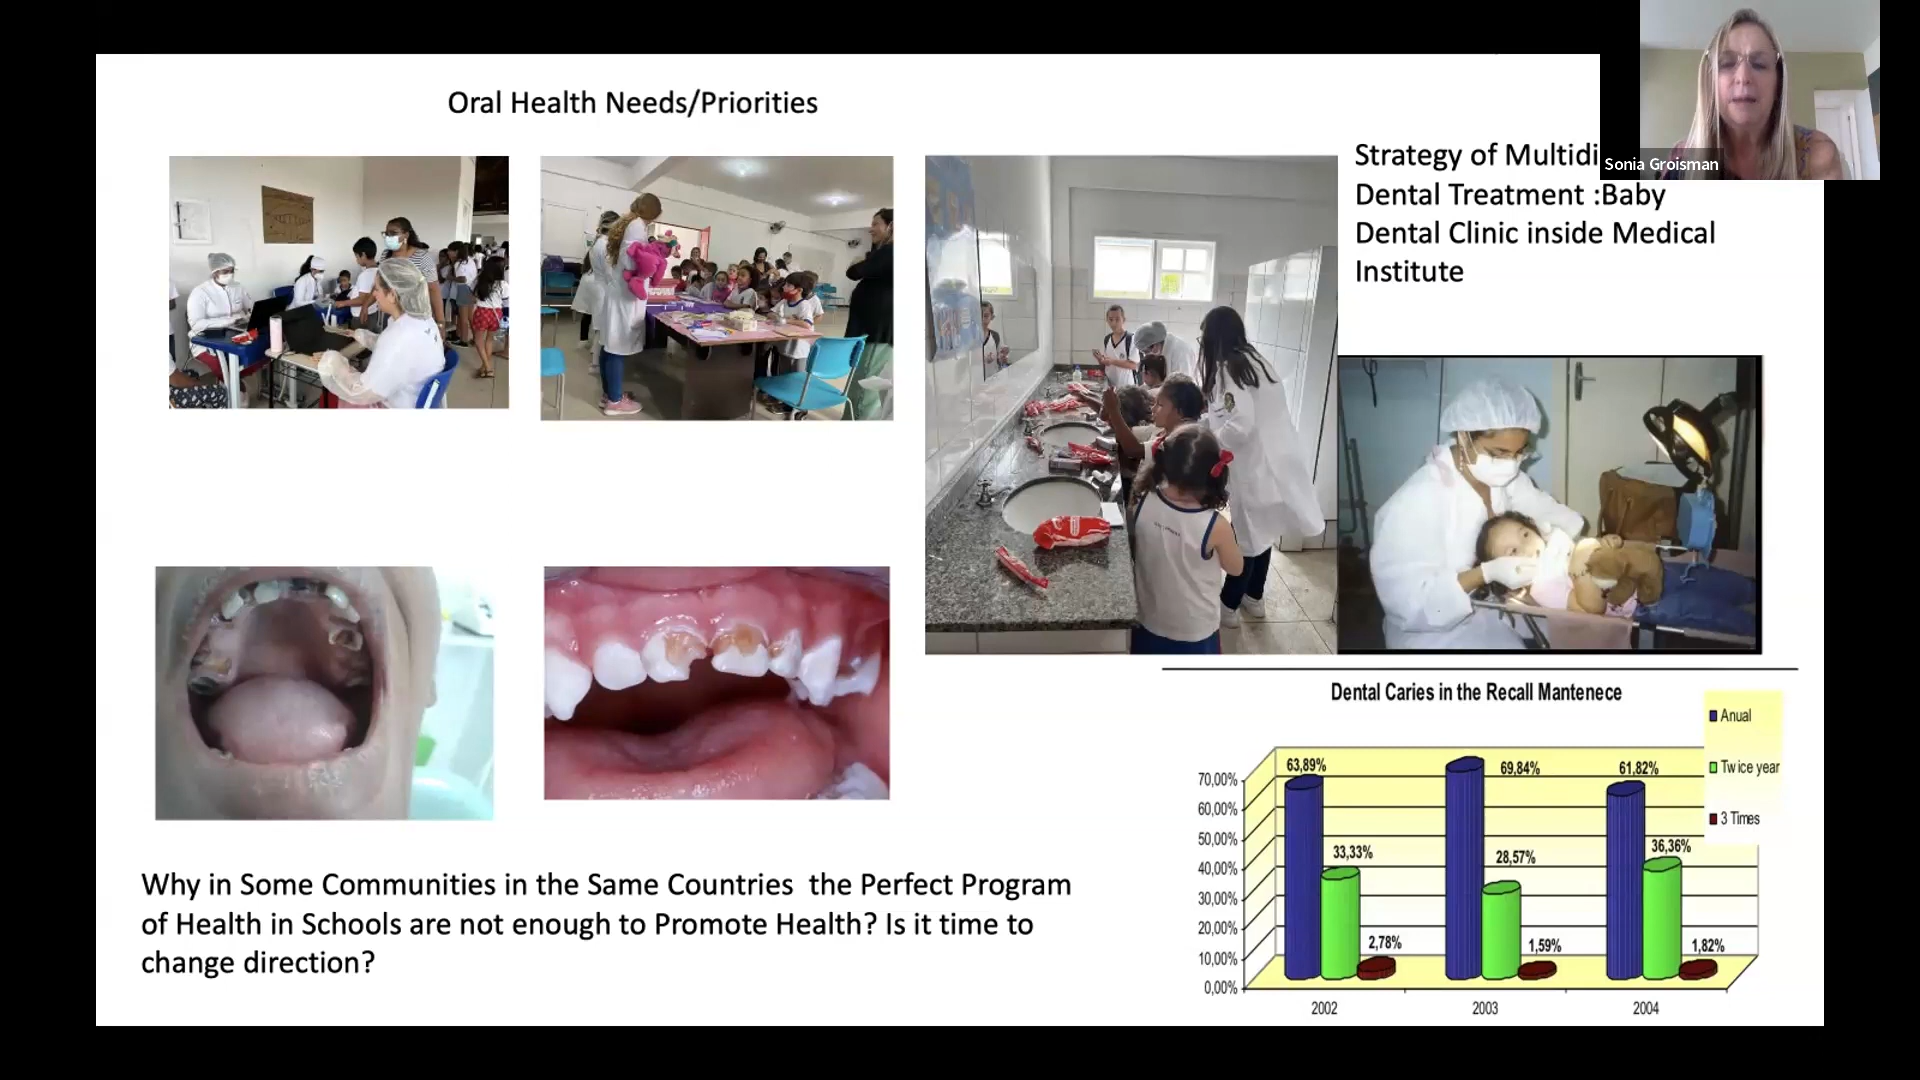 Oral Health Needs/Priorities
Strategy of Multidi
Dental Treatment :Baby
Dental Clinic inside Medical
Institute
Sonia Groisman
Why in Some Communities in the Same Countries the Perfect Program
of Health in Schools are not enough to Promote Health? Is it time to
change direction?
Dental Caries in the Recall Mantenece
Anual
Twice year
3 Times
70,00%
60,00%
50,00%
40,00%
30,00%
20,00%
10,00%
0,00%
63,89%
33,33%
2,78%
69,84%
28,57%
1,59%
61,82%
36,36%
1,82%
2002
2003
2004